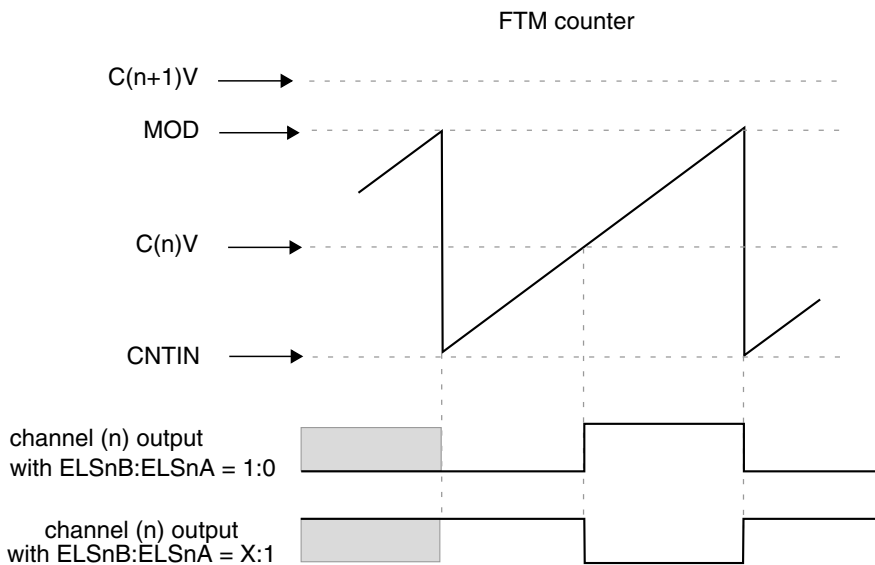 FTM counter
C(n+1)V
MOD
C(n)V
CNTIN
channel (n) output
with ELSnB:ELSnA = 1:0
channel (n) output
with ELSnB:ELSnA = X:1